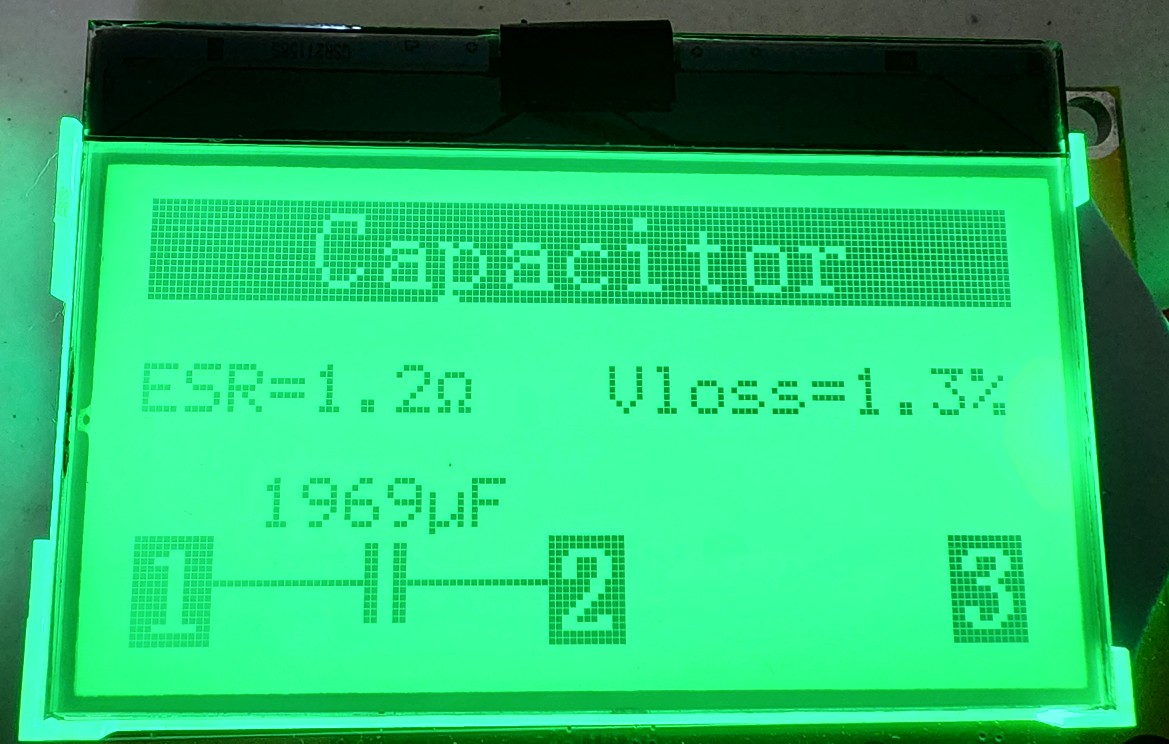 Capacitor
ESR=1.2Ω Vloss=1.3%
1969µF
1 2 3